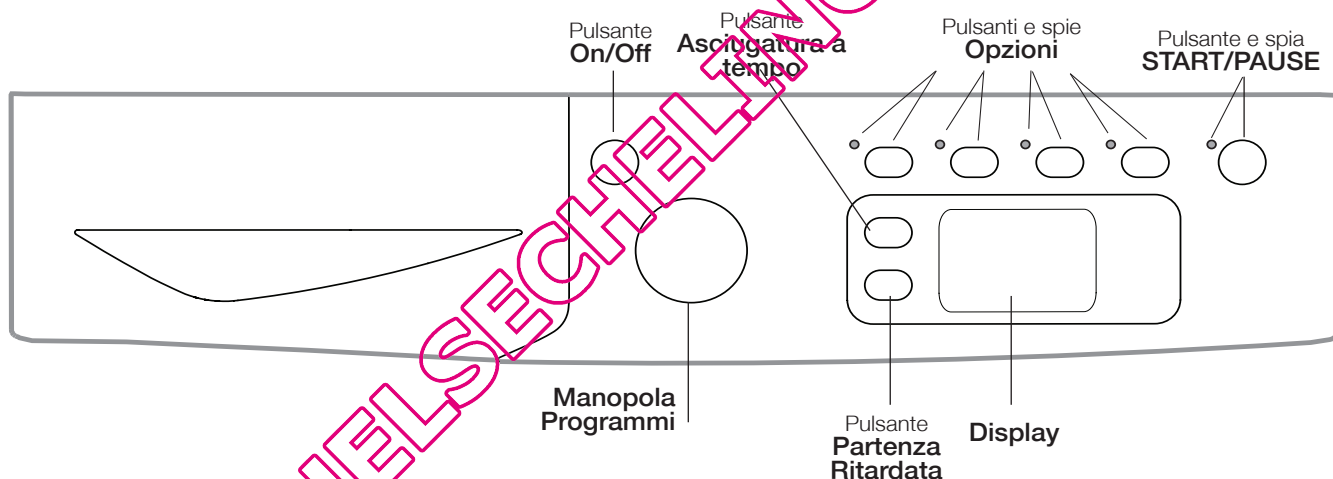 Pulsante
On/Off
Pulsante
Asciugatura a
tempo
Pulsanti e spie
Opzioni
Pulsante e spia
START/PAUSE
Manopola
Programmi
Pulsante
Partenza
Ritardata
Display
HELSECHELJNG